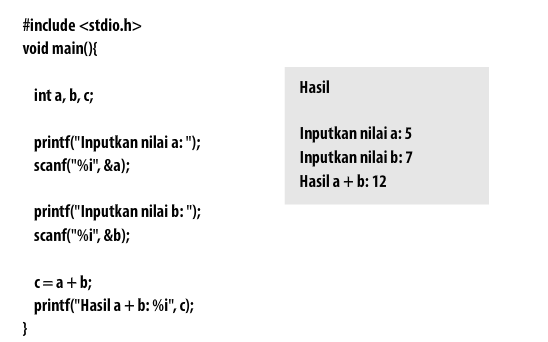 #include <stdio.h>
void main(){
int a, b, c;
printf("Inputkan nilai a: ");
scanf("%i", &a);
printf("Inputkan nilai b: ");
scanf("%i", &b);
c = a + b;
printf("Hasil a + b: %i", c);
}
Hasil
Inputkan nilai a: 5
Inputkan nilai b: 7
Hasil a + b: 12